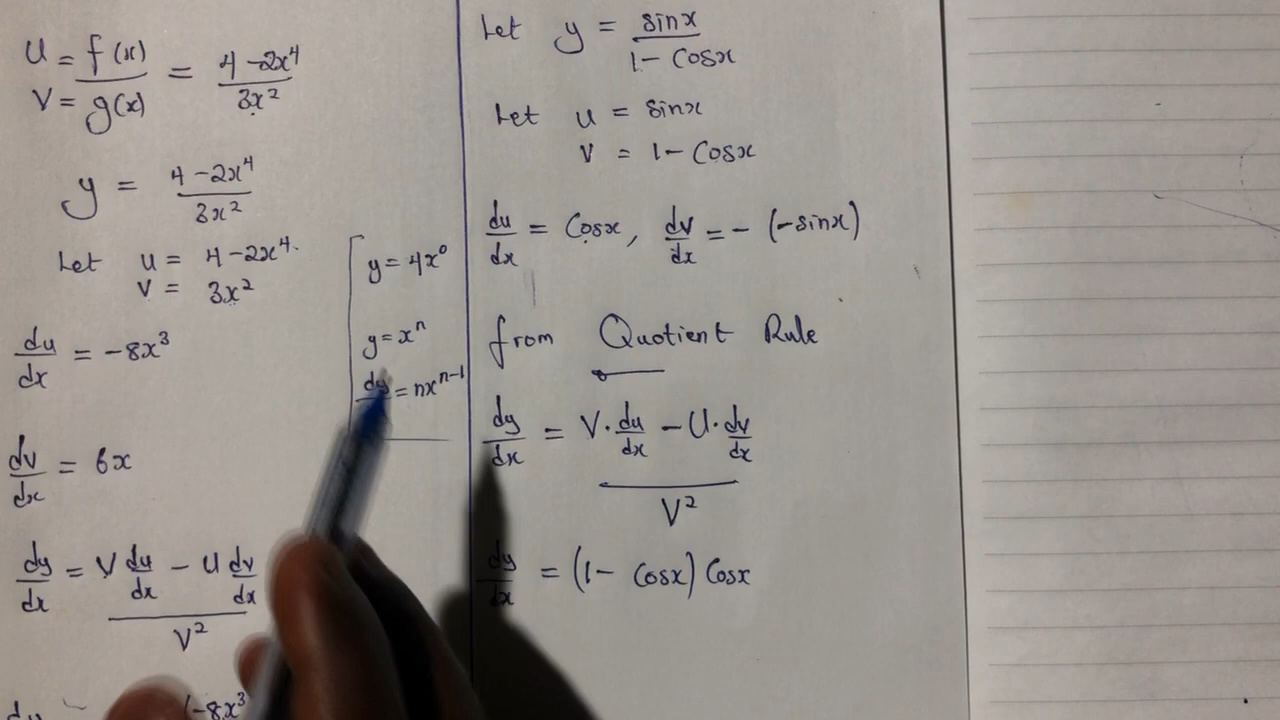 U = f(x) / V = g(x) = 4-2x⁴ / 3x²
y = 4-2x⁴ / 3x²
Let u = 4-2x⁴.
V = 3x²
du/dx = -8x³
dv/dx = 6x
dy/dx = V du/dx - U dv/dx / V²
(-8x³
y = 4x⁰
y = xⁿ
dy = nxⁿ⁻¹
Let y = sinx / 1 - Cosx
Let u = sinx
V = 1 - Cosx
du/dx = Cosx, dv/dx = - (-sinx)
from Quotient Rule
dy/dx = V·du/dx - U·dv/dx / V²
dy/dx = (1 - Cosx) Cosx